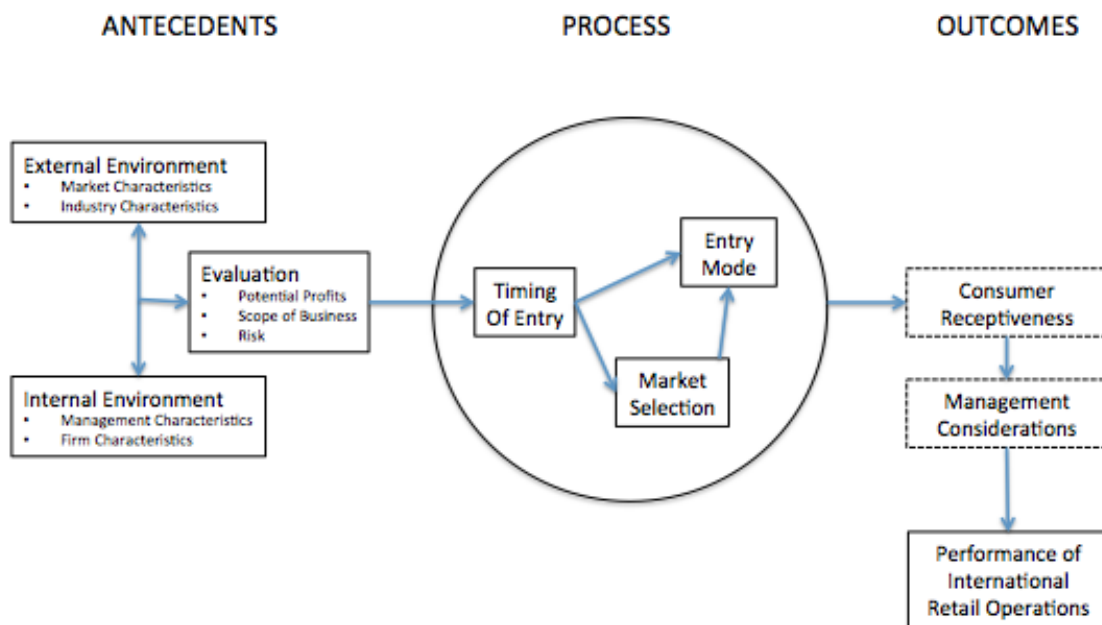 ANTECEDENTS
PROCESS
OUTCOMES
External Environment
• Market Characteristics
• Industry Characteristics
Evaluation
• Potential Profits
• Scope of Business
• Risk
Internal Environment
• Management Characteristics
• Firm Characteristics
Timing
Of Entry
Entry
Mode
Market
Selection
Consumer
Receptiveness
Management
Considerations
Performance of
International
Retail Operations